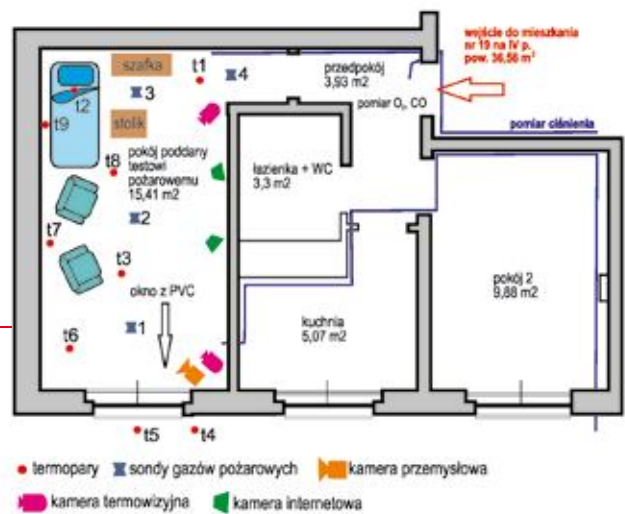 wejście do mieszkania
nr 19 na IV p.
pow. 36,56 m²
szafka
t1
4
przedpokój
3,93 m2
pomiar O₂, CO
pomiar ciśnienia
t2
3
t9
stolik
t8
pokój poddany
testowi
pożarowemu
15,41 m2
łazienka + WC
3,3 m2
2
t7
t3
okno z PVC
pokój 2
9,88 m2
1
kuchnia
5,07 m2
t6
t5
t4
termopary
sondy gazów pożarowych
kamera przemysłowa
kamera termowizyjna
kamera internetowa